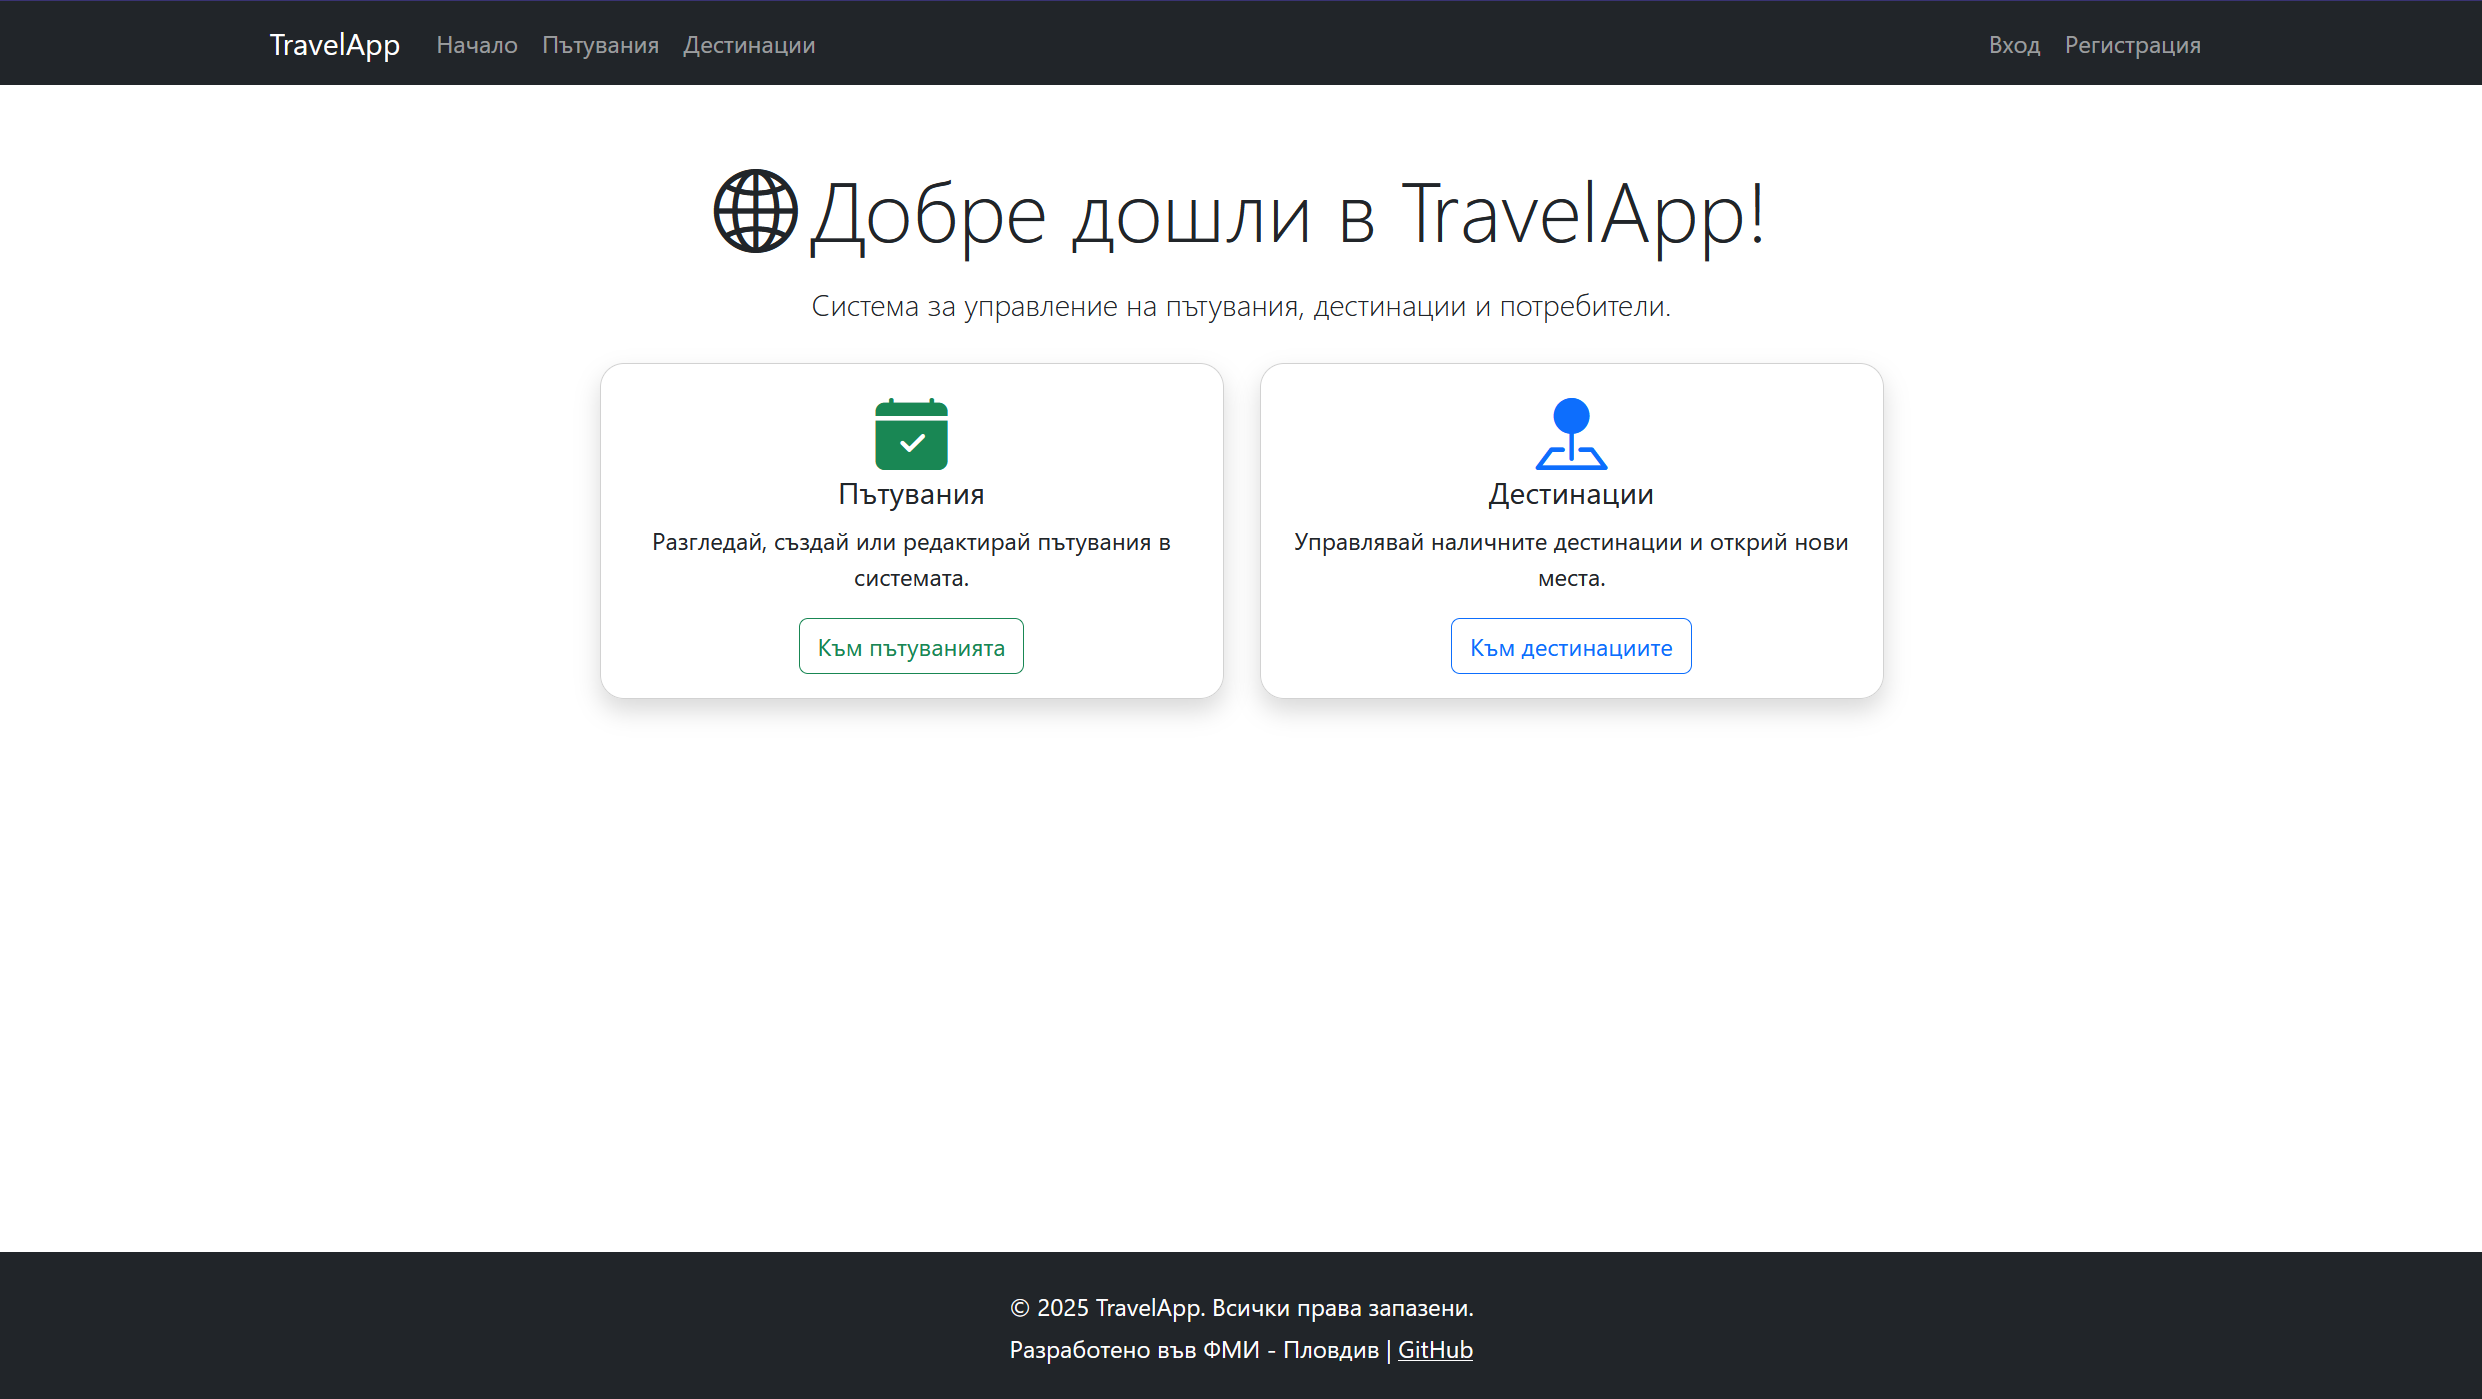 TravelApp Начало Пътувания Дестинации Вход Регистрация
Добре дошли в TravelApp!
Система за управление на пътувания, дестинации и потребители.
Пътувания
Разгледай, създай или редактирай пътувания в
системата.
Към пътуванията
Дестинации
Управлявай наличните дестинации и открий нови
места.
Към дестинациите
© 2025 TravelApp. Всички права запазени.
Разработено във ФМИ - Пловдив | GitHub